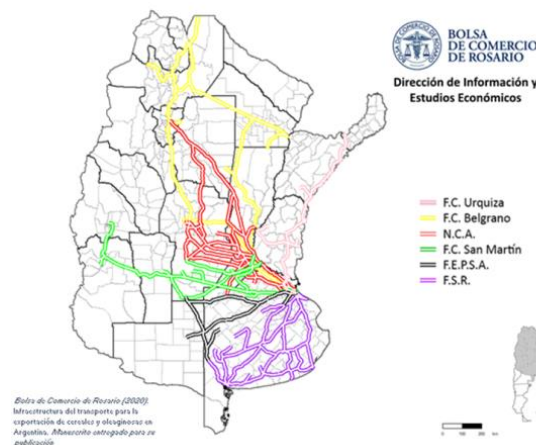 BOLSA
DE COMERCIO
DE ROSARIO
Dirección de Información y
Estudios Económicos
F.C. Urquiza
F.C. Belgrano
N.C.A.
F.C. San Martín
F.E.P.S.A.
F.S.R.
Bolsa de Comercio de Rosario (2020).
Infraestructura del transporte para la
exportación de cereales y oleaginosas en
Argentina. Manuscrito entregado para su
publicación